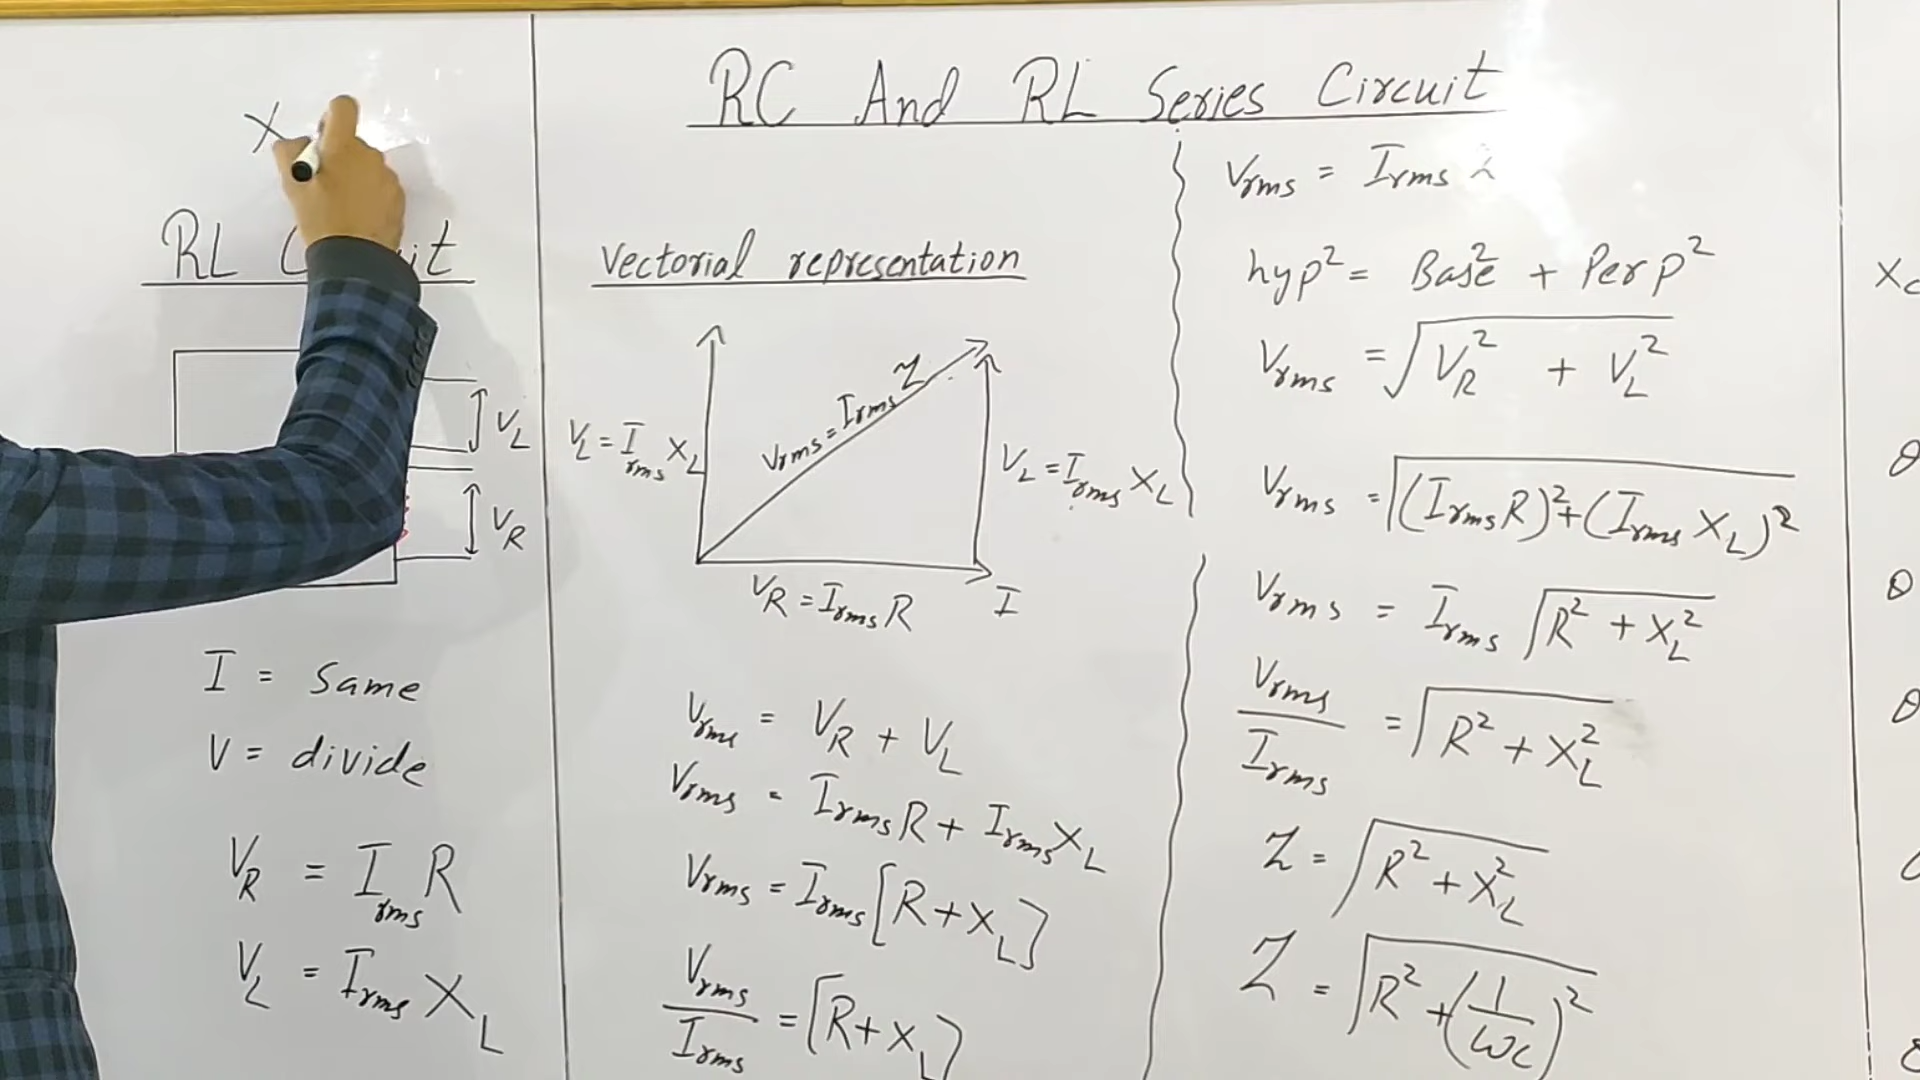 RC And RL Series Circuit
X
RL C it
V_L
V_R
I = Same
V = divide
V_R = I_rms R
V_L = I_rms X_L
Vectorial representation
V_L = I_rms X_L
V_rms = I_rms Z
V_L = I_rms X_L
V_R = I_rms R
I
V_rms = V_R + V_L
V_rms = I_rms R + I_rms X_L
V_rms = I_rms [R + X_L]
V_rms / I_rms = [R + X_L]
V_rms = I_rms
hyp² = Base² + Perp²
V_rms = √(V_R² + V_L²)
V_rms = √((I_rms R)² + (I_rms X_L)²)
V_rms = I_rms √(R² + X_L²)
V_rms / I_rms = √(R² + X_L²)
Z = √(R² + X_L²)
Z = √(R² + (1/ωC)²)
X_C
θ
θ
θ